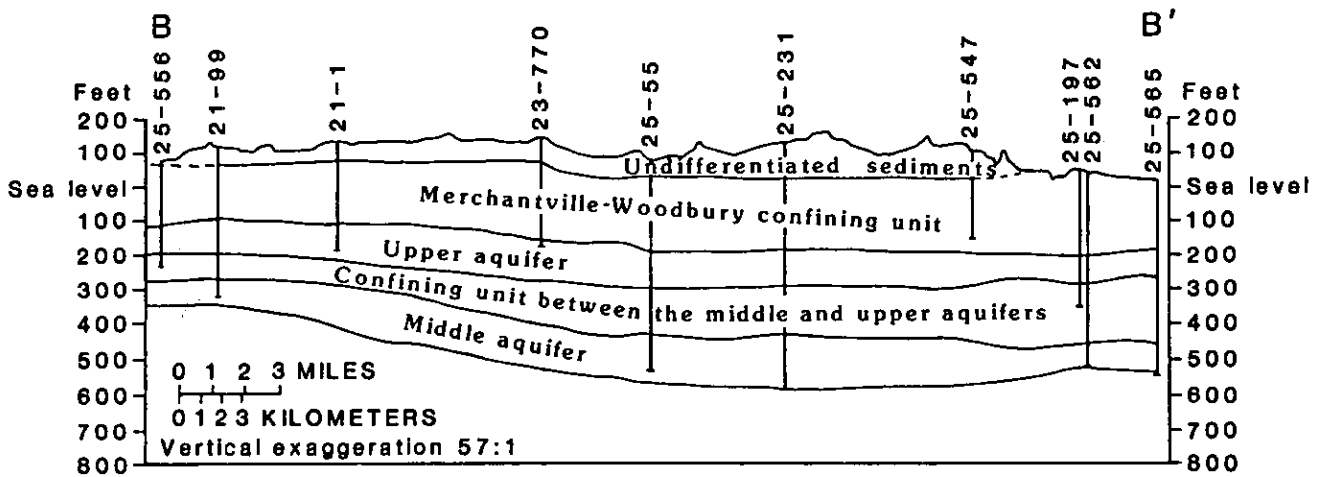 B
B'
25-556
21-99
21-1
23-770
25-55
25-231
25-547
25-197
25-562
25-565
Feet
Feet
200
200
100
100
Undifferentiated sediments
Sea level
Sea level
Merchantville-Woodbury confining unit
100
100
200
200
Upper aquifer
300
300
Confining unit between the middle and upper aquifers
400
400
Middle aquifer
500
500
0 1 2 3 MILES
600
600
0 1 2 3 KILOMETERS
700
700
Vertical exaggeration 57:1
800
800